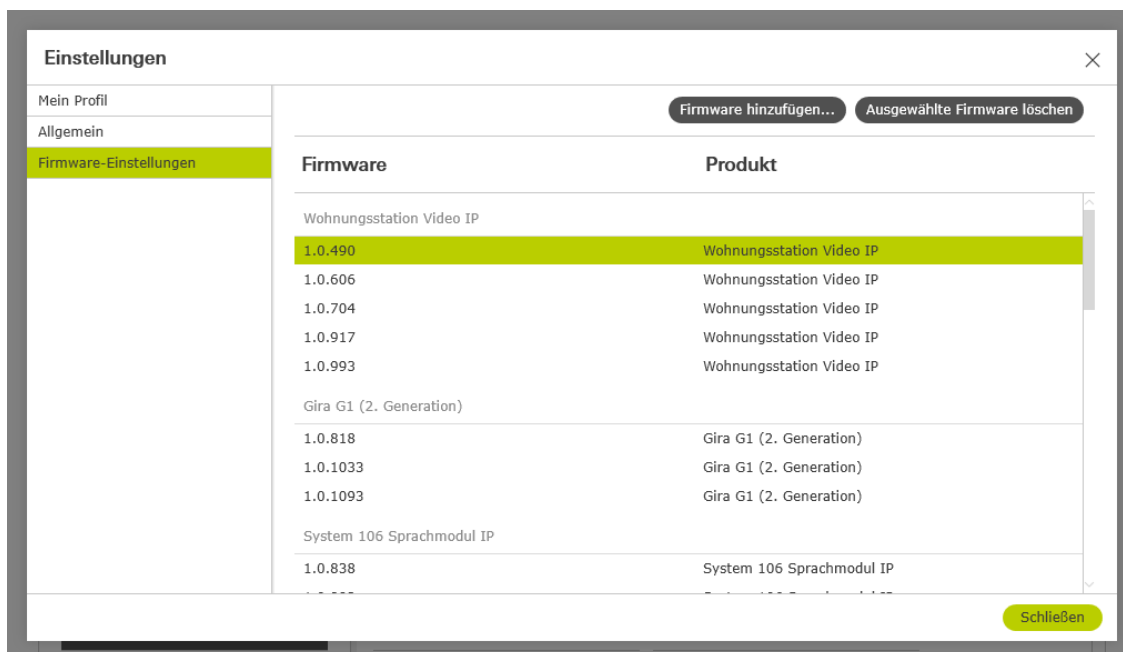 Einstellungen
Mein Profil
Allgemein
Firmware-Einstellungen
Firmware hinzufügen... Ausgewählte Firmware löschen
Firmware Produkt
Wohnungsstation Video IP
1.0.490 Wohnungsstation Video IP
1.0.606 Wohnungsstation Video IP
1.0.704 Wohnungsstation Video IP
1.0.917 Wohnungsstation Video IP
1.0.993 Wohnungsstation Video IP
Gira G1 (2. Generation)
1.0.818 Gira G1 (2. Generation)
1.0.1033 Gira G1 (2. Generation)
1.0.1093 Gira G1 (2. Generation)
System 106 Sprachmodul IP
1.0.838 System 106 Sprachmodul IP
Schließen